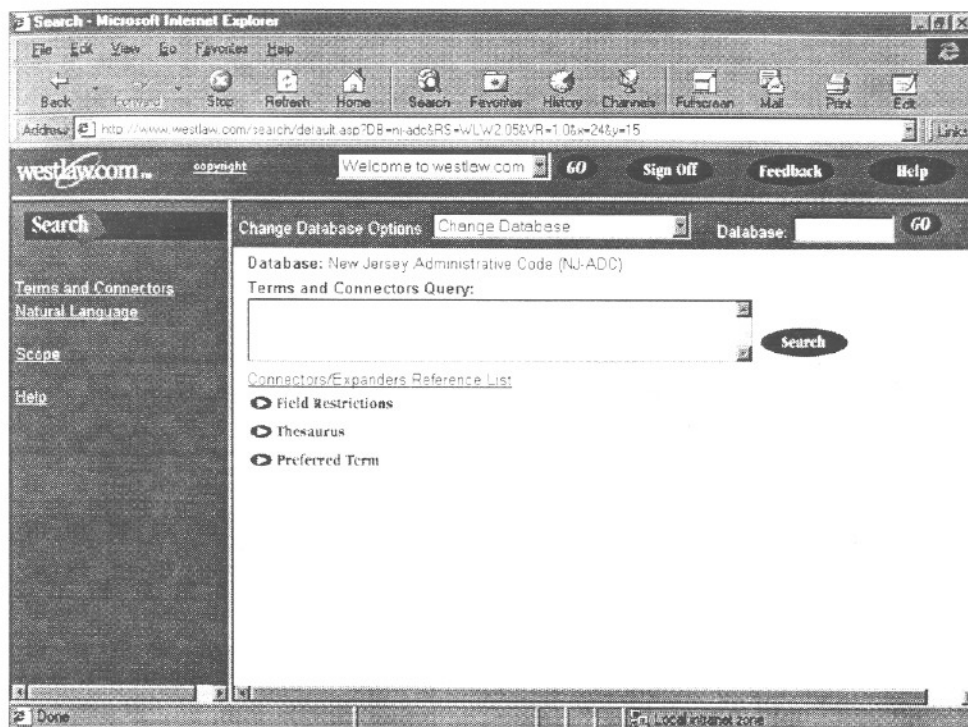 Search - Microsoft Internet Explorer
File Edit View Go Favorites Help
Back Forward Stop Refresh Home Search Favorites History Channels Fullscreen Mail Print Edit
Address http://www.westlaw.com/search/default.asp?DB=nj-adc&RS=WLW2.05&VR=1.0&x=24&y=15 Links
westlaw.com copyright Welcome to westlaw.com GO Sign Off Feedback Help
Search
Change Database Options Change Database Database: GO
Database: New Jersey Administrative Code (NJ-ADC)
Terms and Connectors Query:
Terms and Connectors
Natural Language
Scope
Help
Search
Connectors/Expanders Reference List
Field Restrictions
Thesaurus
Preferred Term
Done Local intranet zone